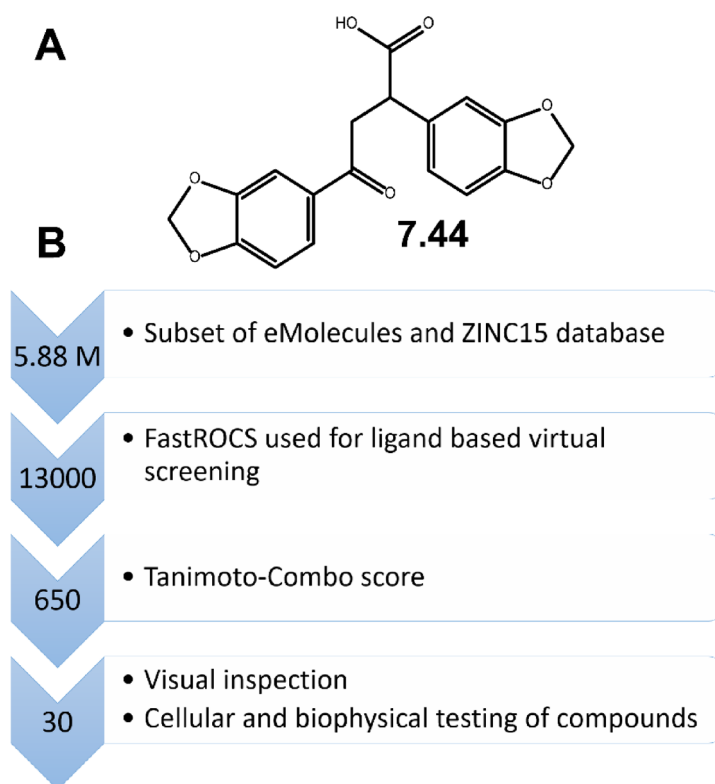 A
HO
O
O
O
O
O
O
7.44
B
5.88 M
• Subset of eMolecules and ZINC15 database
13000
• FastROCS used for ligand based virtual
screening
650
• Tanimoto-Combo score
30
• Visual inspection
• Cellular and biophysical testing of compounds